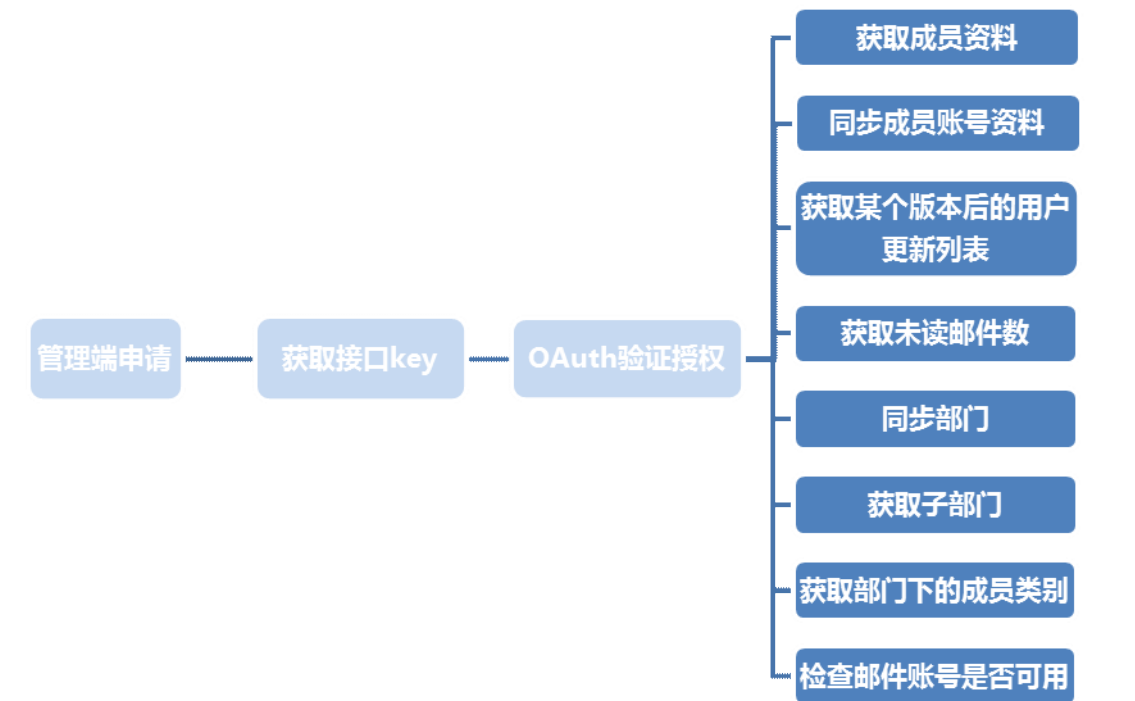 管理端申请
获取接口key
OAuth验证授权
获取成员资料
同步成员账号资料
获取某个版本后的用户
更新列表
获取未读邮件数
同步部门
获取子部门
获取部门下的成员类别
检查邮件账号是否可用